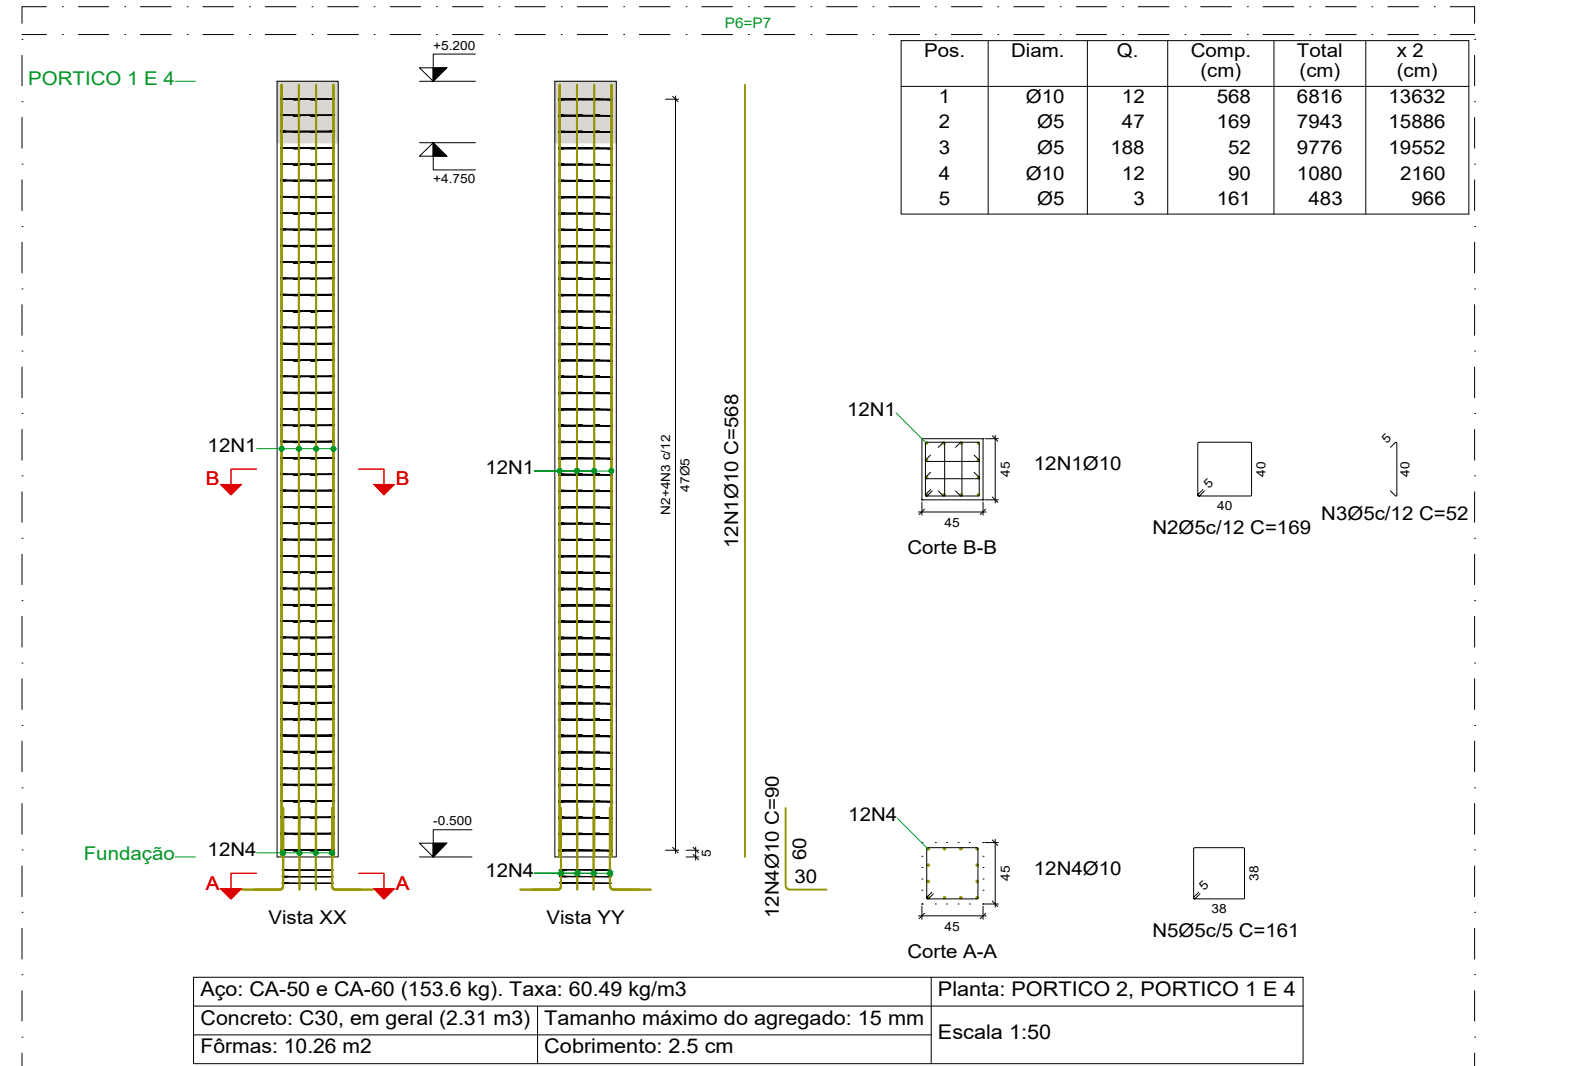 P6=P7
PORTICO 1 E 4
+5.200
+4.750
Pos. Diam. Q. Comp. (cm) Total (cm) x 2 (cm)
1 Ø10 12 568 6816 13632
2 Ø5 47 169 7943 15886
3 Ø5 188 52 9776 19552
4 Ø10 12 90 1080 2160
5 Ø5 3 161 483 966
12N1
B B
12N1
N2+4N3 c/12
47Ø5
12N1Ø10 C=568
12N1
45
45
12N1Ø10
Corte B-B
5
40
40
N2Ø5c/12 C=169
5
40
N3Ø5c/12 C=52
-0.500
Fundação
12N4
A A
Vista XX
12N4
5
Vista YY
12N4Ø10 C=90
60
30
12N4
45
45
12N4Ø10
Corte A-A
5
38
38
N5Ø5c/5 C=161
Aço: CA-50 e CA-60 (153.6 kg). Taxa: 60.49 kg/m3
Planta: PORTICO 2, PORTICO 1 E 4
Concreto: C30, em geral (2.31 m3)
Tamanho máximo do agregado: 15 mm
Escala 1:50
Fôrmas: 10.26 m2
Cobrimento: 2.5 cm